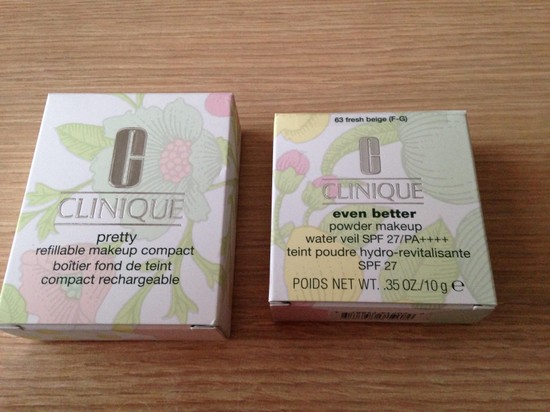 C
CLINIQUE
pretty
refillable makeup compact
boîtier fond de teint
compact rechargeable
63 fresh beige (F-G)
C
CLINIQUE
even better
powder makeup
water veil SPF 27/PA++++
teint poudre hydro-revitalisante
SPF 27
POIDS NET WT. .35 OZ./10 g ℮